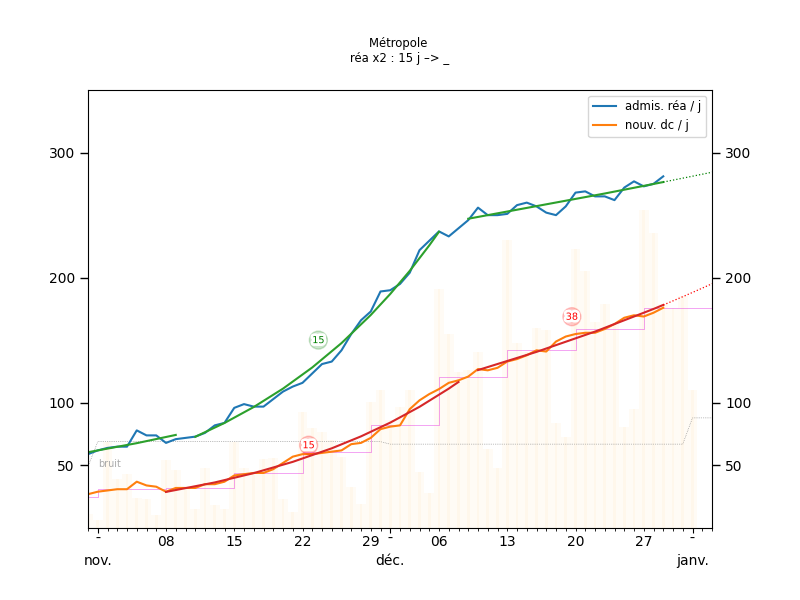 Métropole
réa x2 : 15 j –> _
admis. réa / j
nouv. dc / j
300
300
200
200
100
100
50
50
15
38
15
bruit
-
08
15
22
29
-
06
13
20
27
-
nov.
déc.
janv.